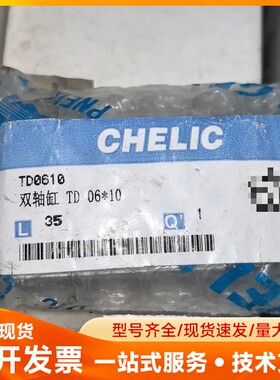 CHELIC
TD0610
双轴缸 TD 06*10
L 35 Q' 1
现货 型号齐全/现货速发/量大
开发票 一站式服务·技术